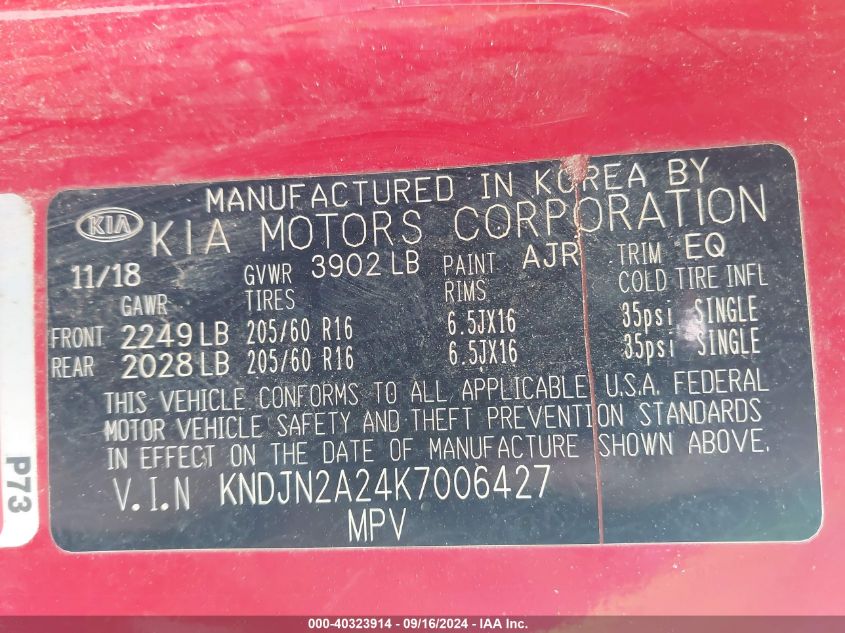 MANUFACTURED IN KOREA BY
KIA KIA MOTORS CORPORATION
11/18 GVWR 3902 LB PAINT AJR TRIM EQ
GAWR TIRES RIMS COLD TIRE INFL
FRONT 2249 LB 205/60 R16 6.5JX16 35psi SINGLE
REAR 2028 LB 205/60 R16 6.5JX16 35psi SINGLE
THIS VEHICLE CONFORMS TO ALL APPLICABLE U.S.A. FEDERAL
MOTOR VEHICLE SAFETY AND THEFT PREVENTION STANDARDS
IN EFFECT ON THE DATE OF MANUFACTURE SHOWN ABOVE.
V.I.N KNDJN2A24K7006427
MPV
P73
000-40323914 - 09/16/2024 - IAA Inc.